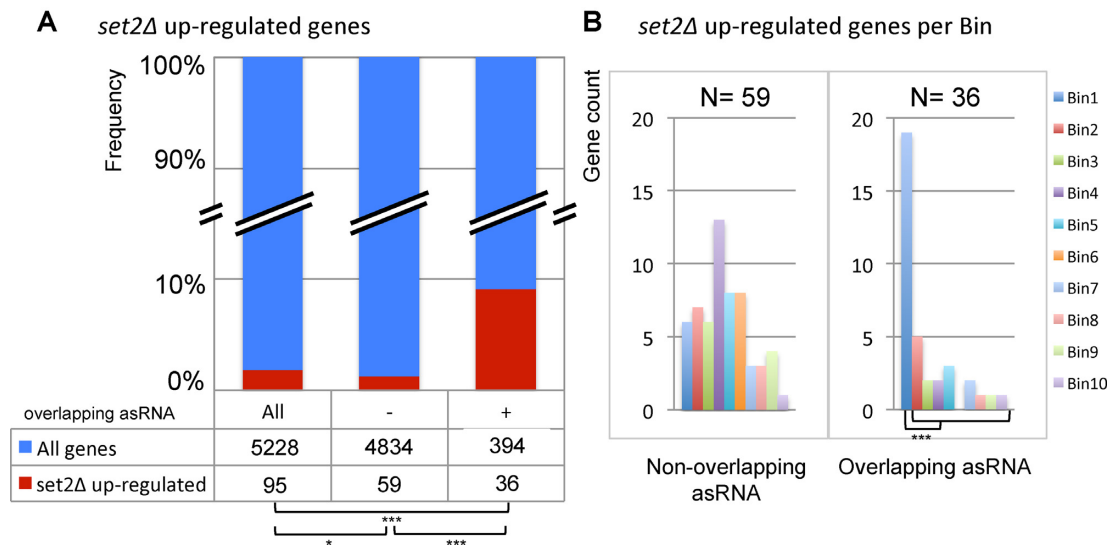 A set2Δ up-regulated genes
Frequency
100%
90%
10%
0%
overlapping asRNA All - +
All genes 5228 4834 394
set2Δ up-regulated 95 59 36
***
* ***
B set2Δ up-regulated genes per Bin
Gene count
N= 59
20
15
10
5
0
Non-overlapping
asRNA
N= 36
20
15
10
5
0
***
Overlapping asRNA
Bin1
Bin2
Bin3
Bin4
Bin5
Bin6
Bin7
Bin8
Bin9
Bin10